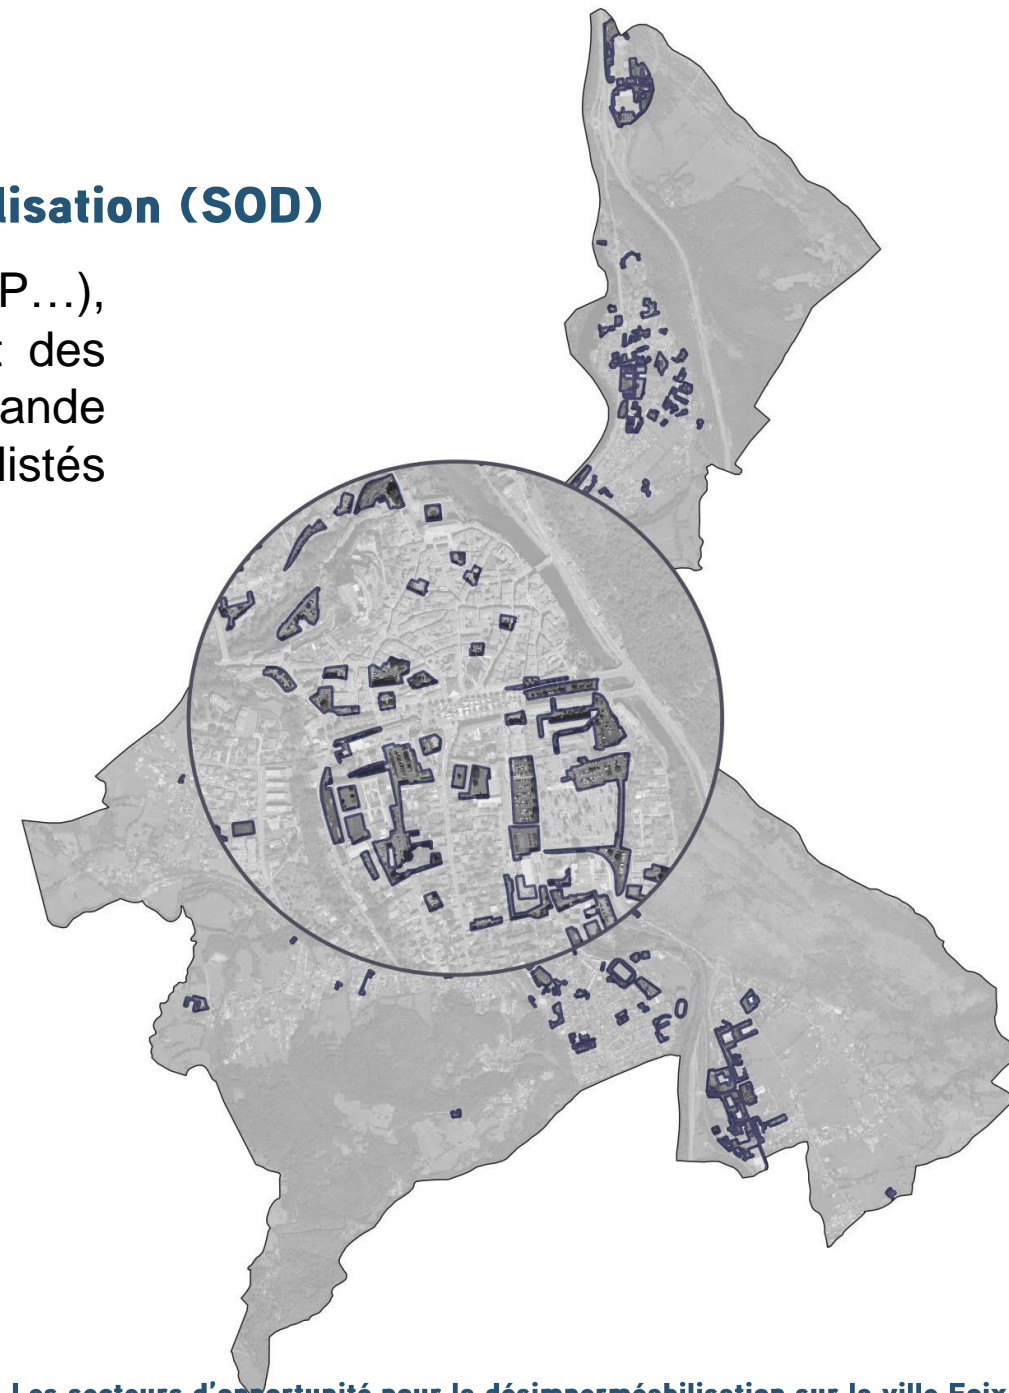 lisation (SOD)
P…),
t des
ande
listés
Les secteurs d'opportunité pour la désimperméabilisation sur la ville Foix